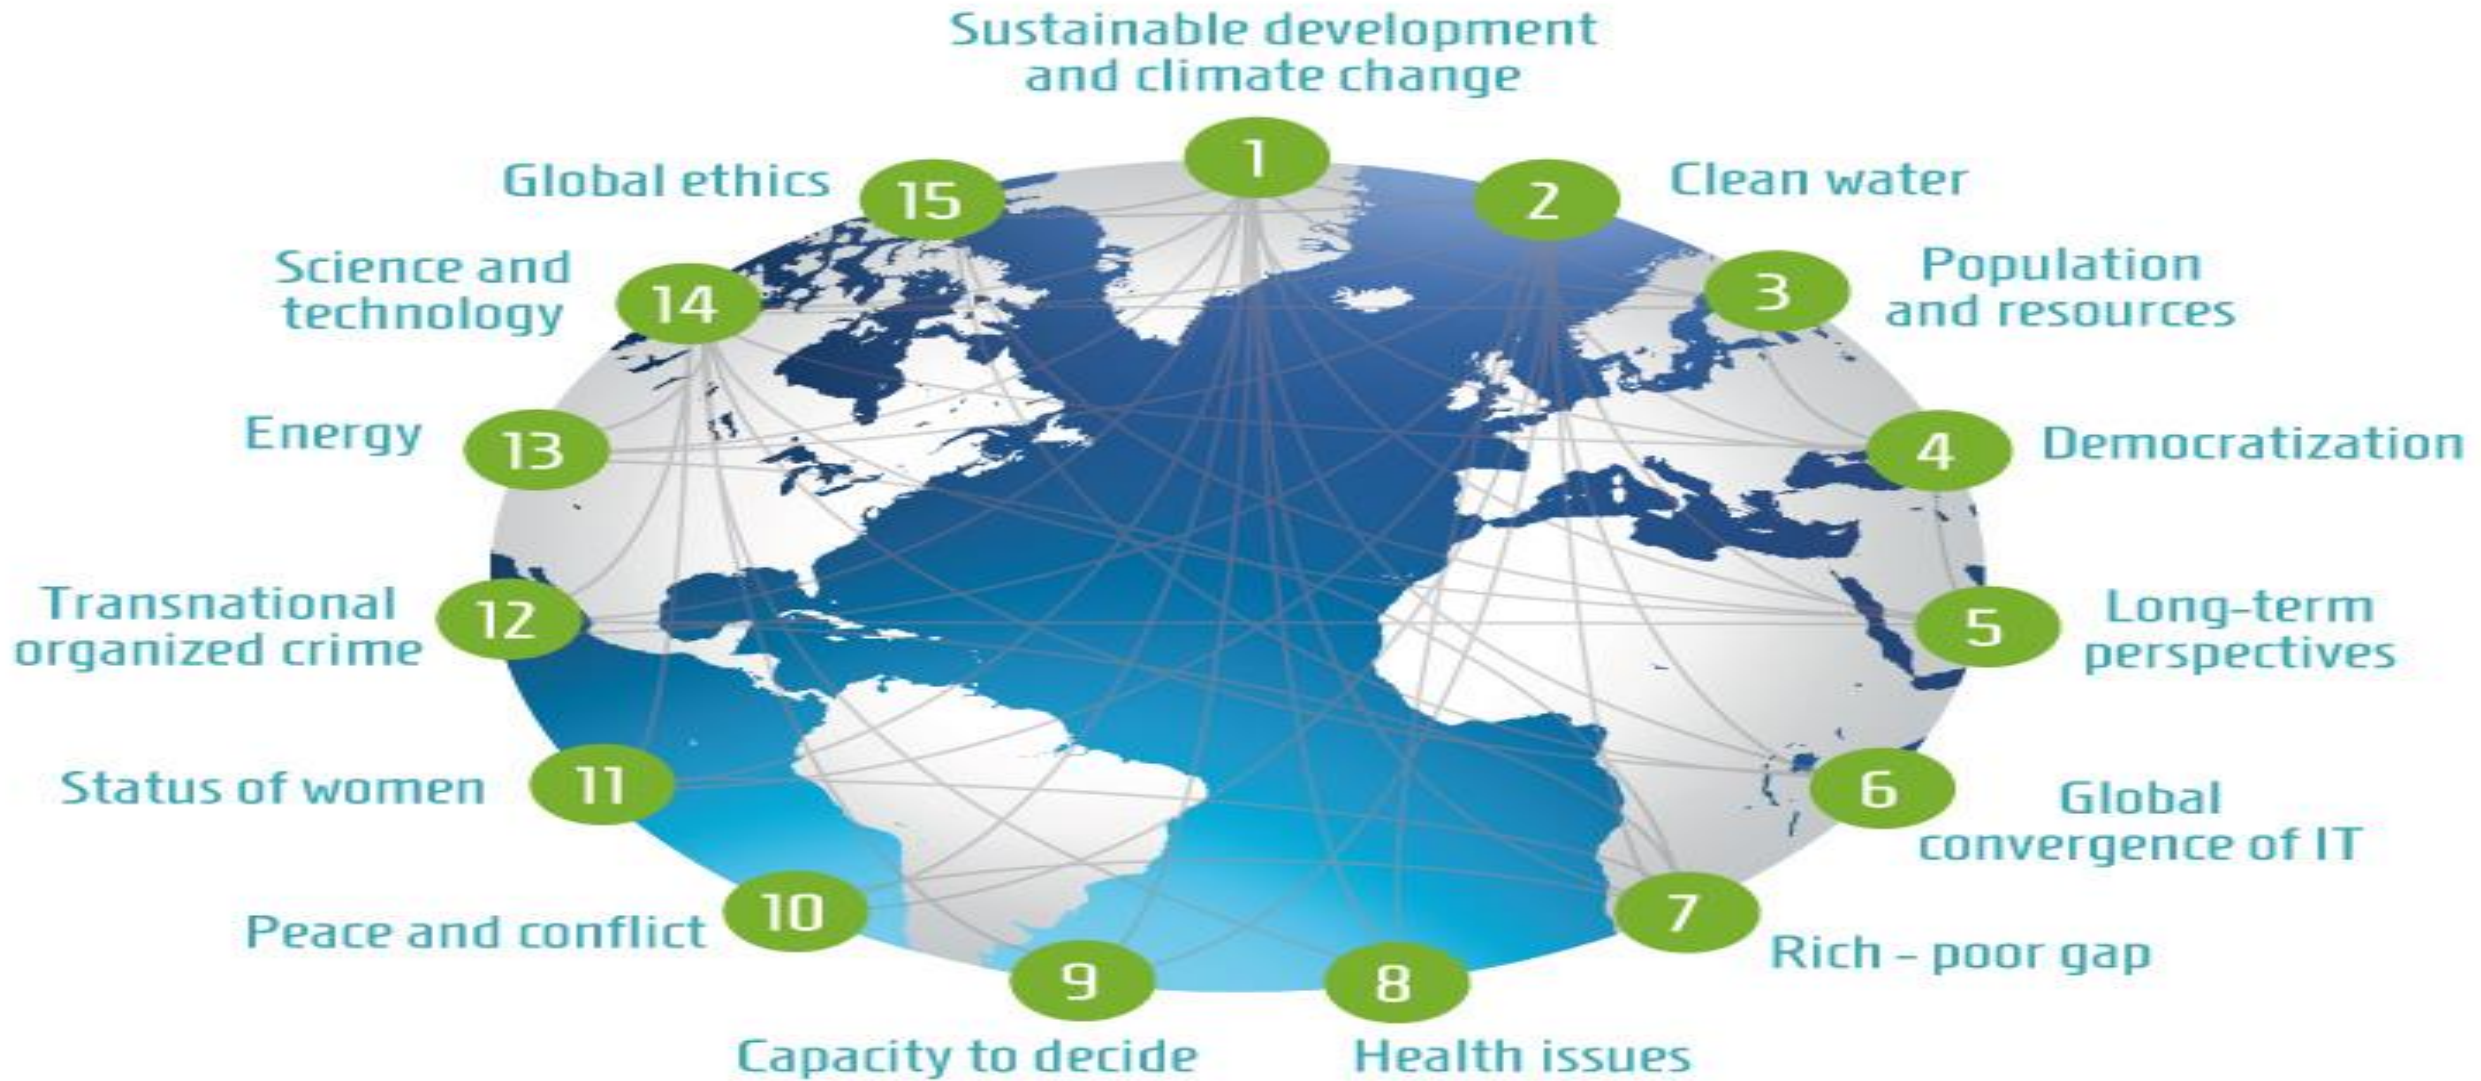 Sustainable development
and climate change
1
2
Clean water
3
Population
and resources
4
Democratization
5
Long-term
perspectives
6
Global
convergence of IT
7
Rich - poor gap
8
Health issues
9
Capacity to decide
10
Peace and conflict
11
Status of women
12
Transnational
organized crime
13
Energy
14
Science and
technology
15
Global ethics